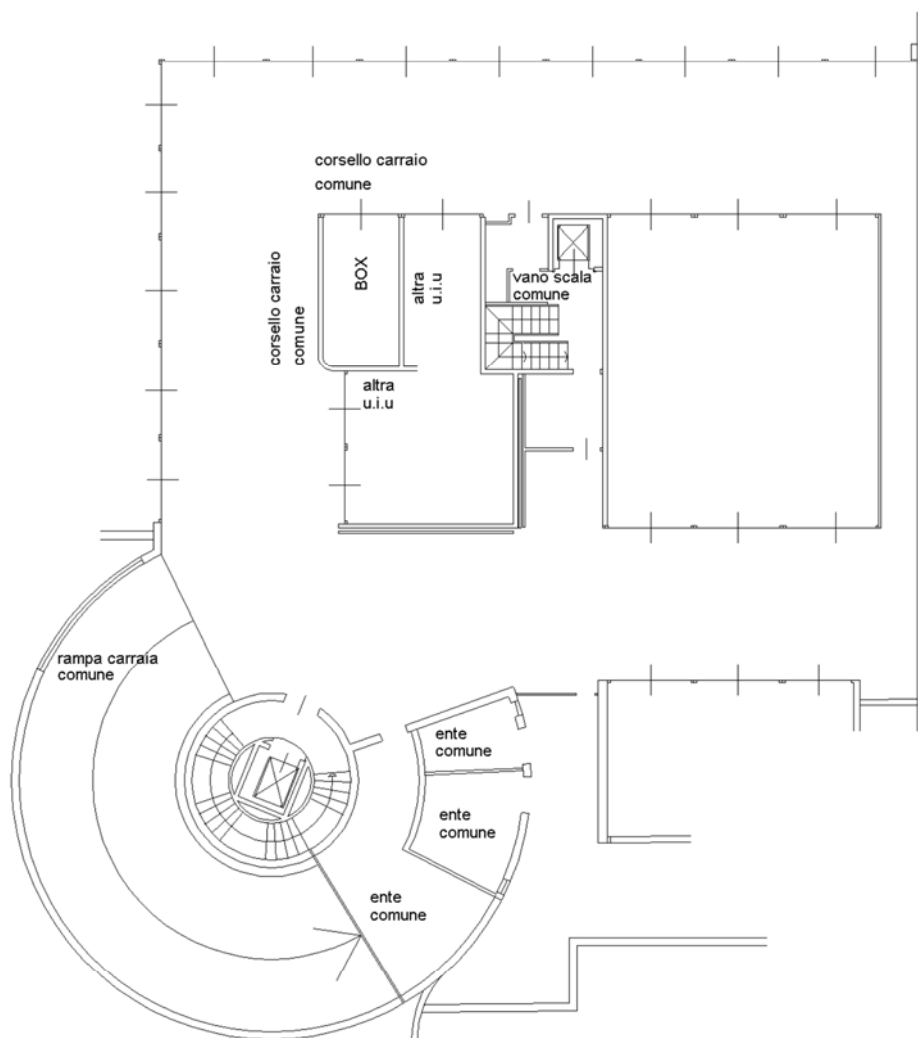 corsello carraio
comune
corsello carraio
comune
BOX
altra
u.i.u
vano scala
comune
altra
u.i.u
rampa carraia
comune
ente
comune
ente
comune
ente
comune